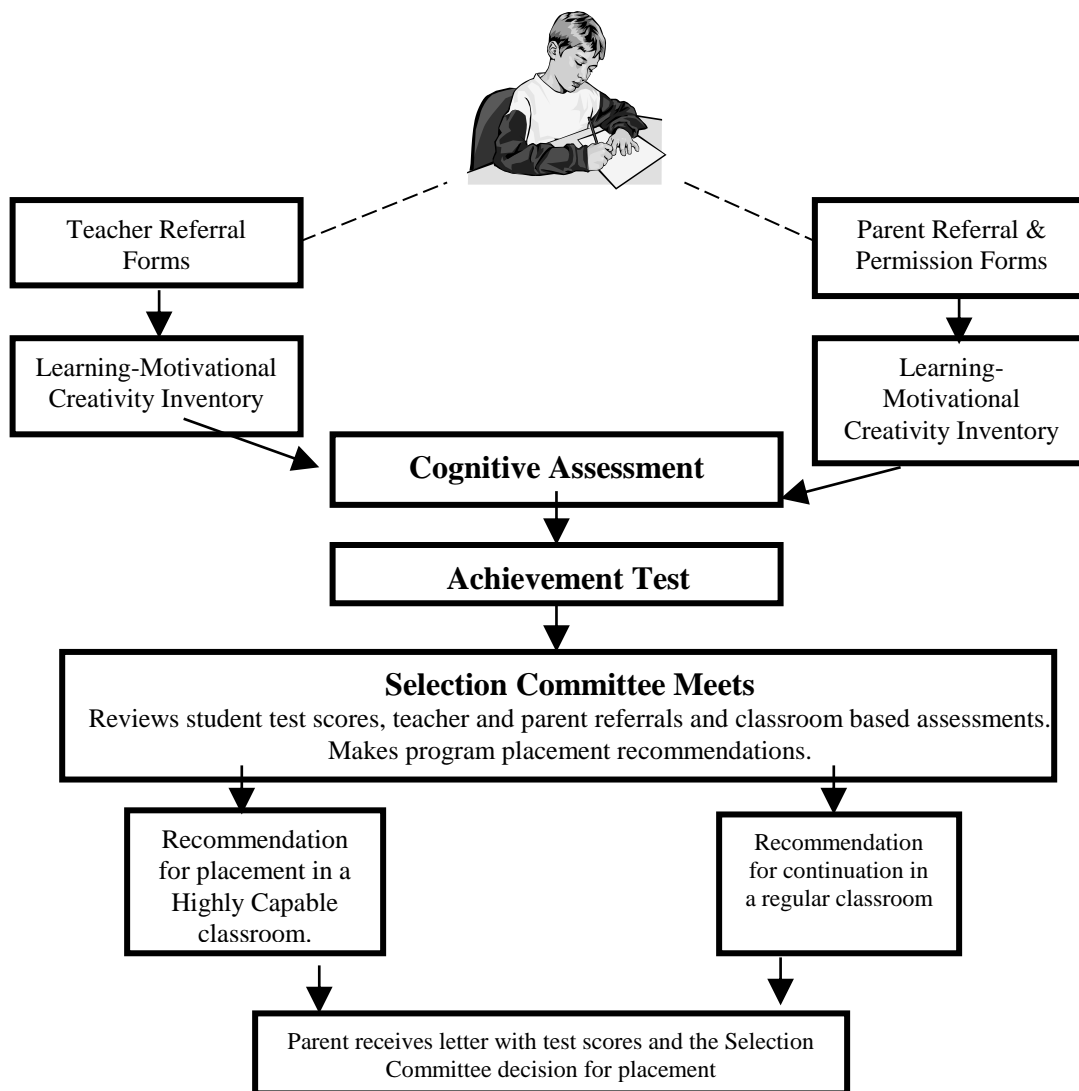 Teacher Referral
Forms
Parent Referral &
Permission Forms
Learning-Motivational
Creativity Inventory
Learning-
Motivational
Creativity Inventory
Cognitive Assessment
Achievement Test
Selection Committee Meets
Reviews student test scores, teacher and parent referrals and classroom based assessments.
Makes program placement recommendations.
Recommendation
for placement in a
Highly Capable
classroom.
Recommendation
for continuation in
a regular classroom
Parent receives letter with test scores and the Selection
Committee decision for placement